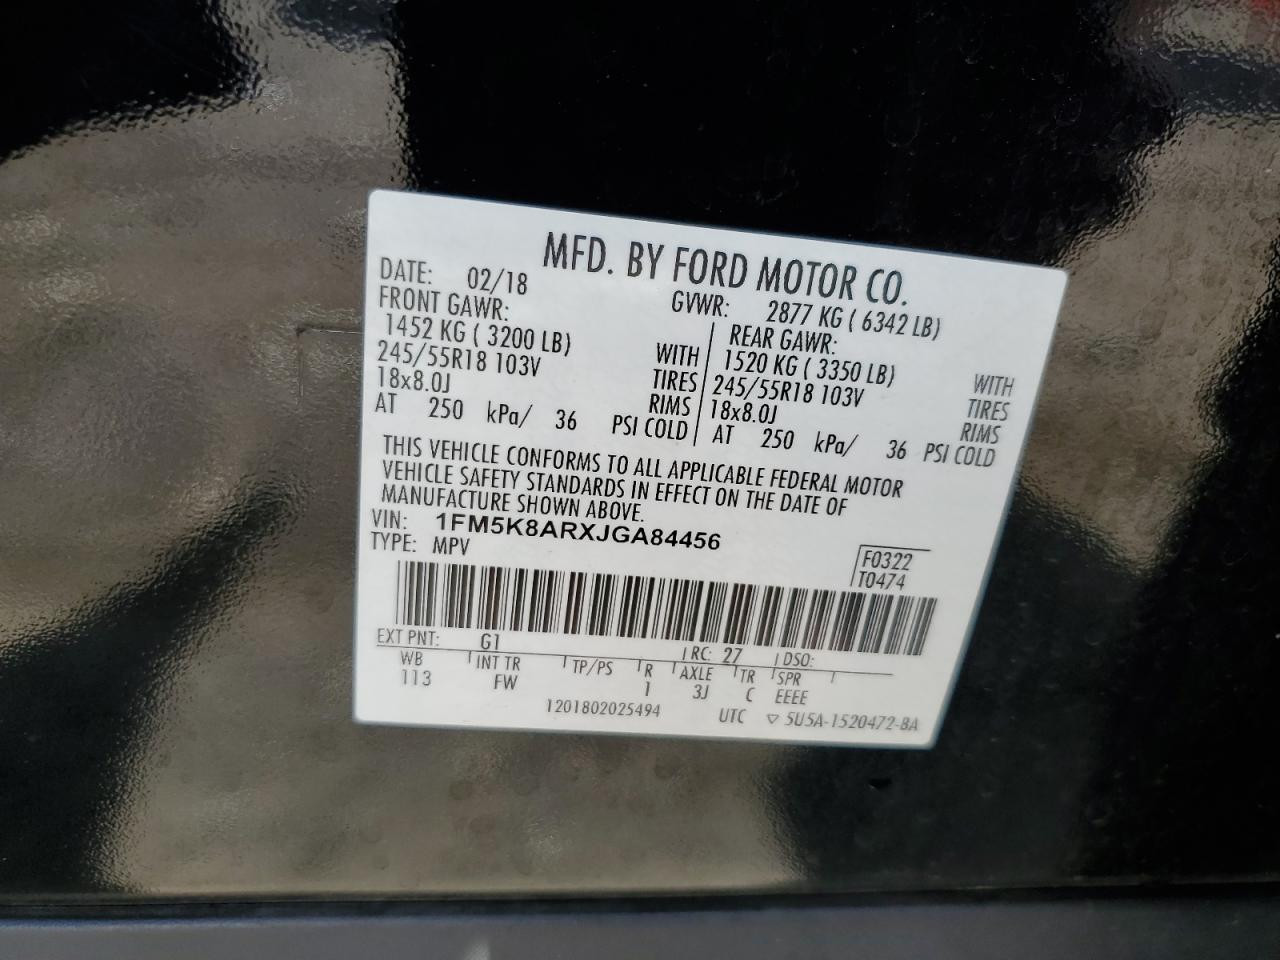 MFD. BY FORD MOTOR CO.
DATE: 02/18 GVWR: 2877 KG ( 6342 LB)
FRONT GAWR: REAR GAWR:
1452 KG ( 3200 LB) WITH 1520 KG ( 3350 LB) WITH
245/55R18 103V TIRES 245/55R18 103V TIRES
18x8.0J RIMS 18x8.0J RIMS
AT 250 kPa/ 36 PSI COLD AT 250 kPa/ 36 PSI COLD
THIS VEHICLE CONFORMS TO ALL APPLICABLE FEDERAL MOTOR
VEHICLE SAFETY STANDARDS IN EFFECT ON THE DATE OF
MANUFACTURE SHOWN ABOVE.
VIN: 1FM5K8ARXJGA84456
TYPE: MPV
F0322
T0474
EXT PNT: G1 RC: 27 DSO:
WB INT TR TP/PS R AXLE TR SPR
113 FW 1 3J C EEEE
1201802025494 UTC ▽ 5U5A-1520472-BA